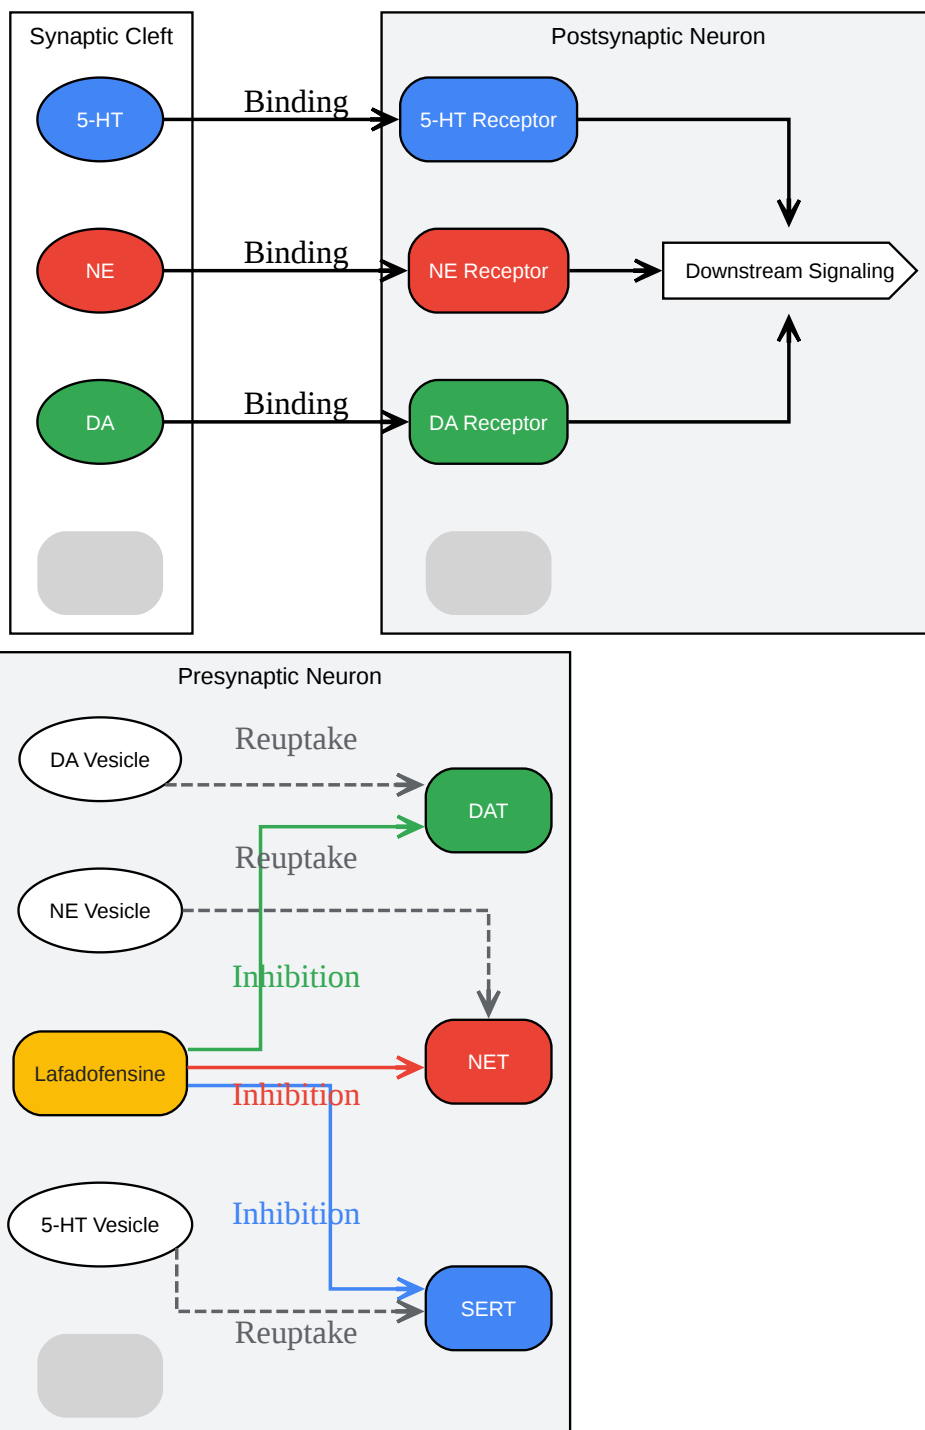 Synaptic Cleft
Postsynaptic Neuron
5-HT
Binding
5-HT Receptor
NE
Binding
NE Receptor
Downstream Signaling
DA
Binding
DA Receptor
Presynaptic Neuron
DA Vesicle
Reuptake
DAT
Reuptake
NE Vesicle
Inhibition
Lafadofensine
NET
Inhibition
5-HT Vesicle
Inhibition
SERT
Reuptake